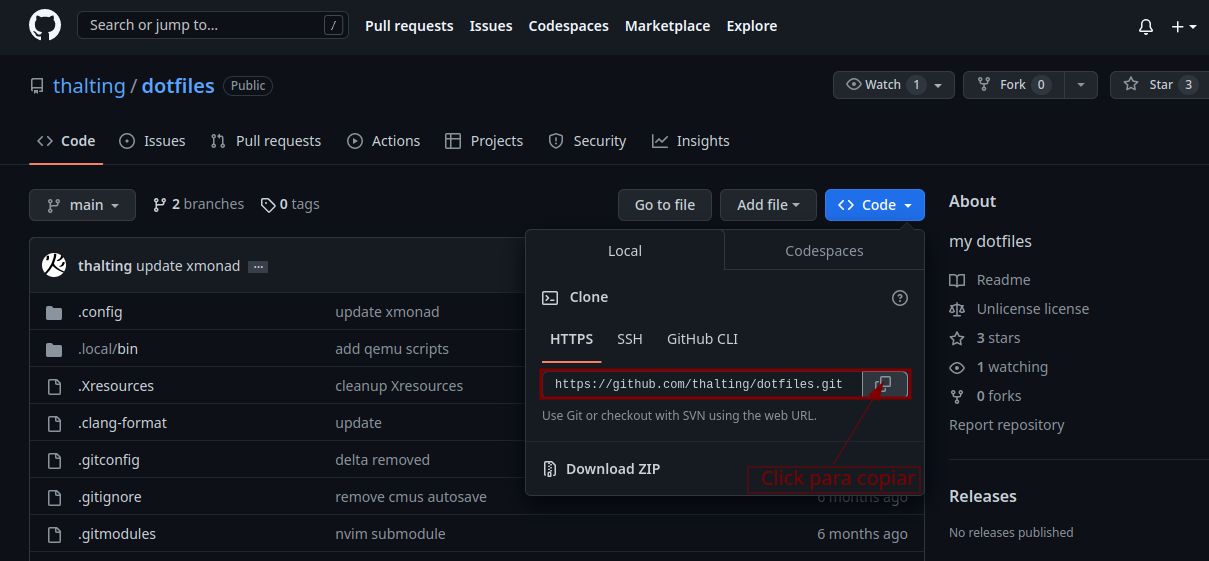 Search or jump to... /
Pull requests Issues Codespaces Marketplace Explore
thalting / dotfiles Public
Watch 1 Fork 0 Star 3
Code Issues Pull requests Actions Projects Security Insights
main 2 branches 0 tags
Go to file Add file Code
Local Codespaces
Clone
HTTPS SSH GitHub CLI
https://github.com/thalting/dotfiles.git
Use Git or checkout with SVN using the web URL.
Download ZIP
Click para copiar
thalting update xmonad ...
.config update xmonad
.local/bin add qemu scripts
.Xresources cleanup Xresources
.clang-format update
.gitconfig delta removed
.gitignore remove cmus autosave 6 months ago
.gitmodules nvim submodule 6 months ago
About
my dotfiles
Readme
Unlicense license
3 stars
1 watching
0 forks
Report repository
Releases
No releases published